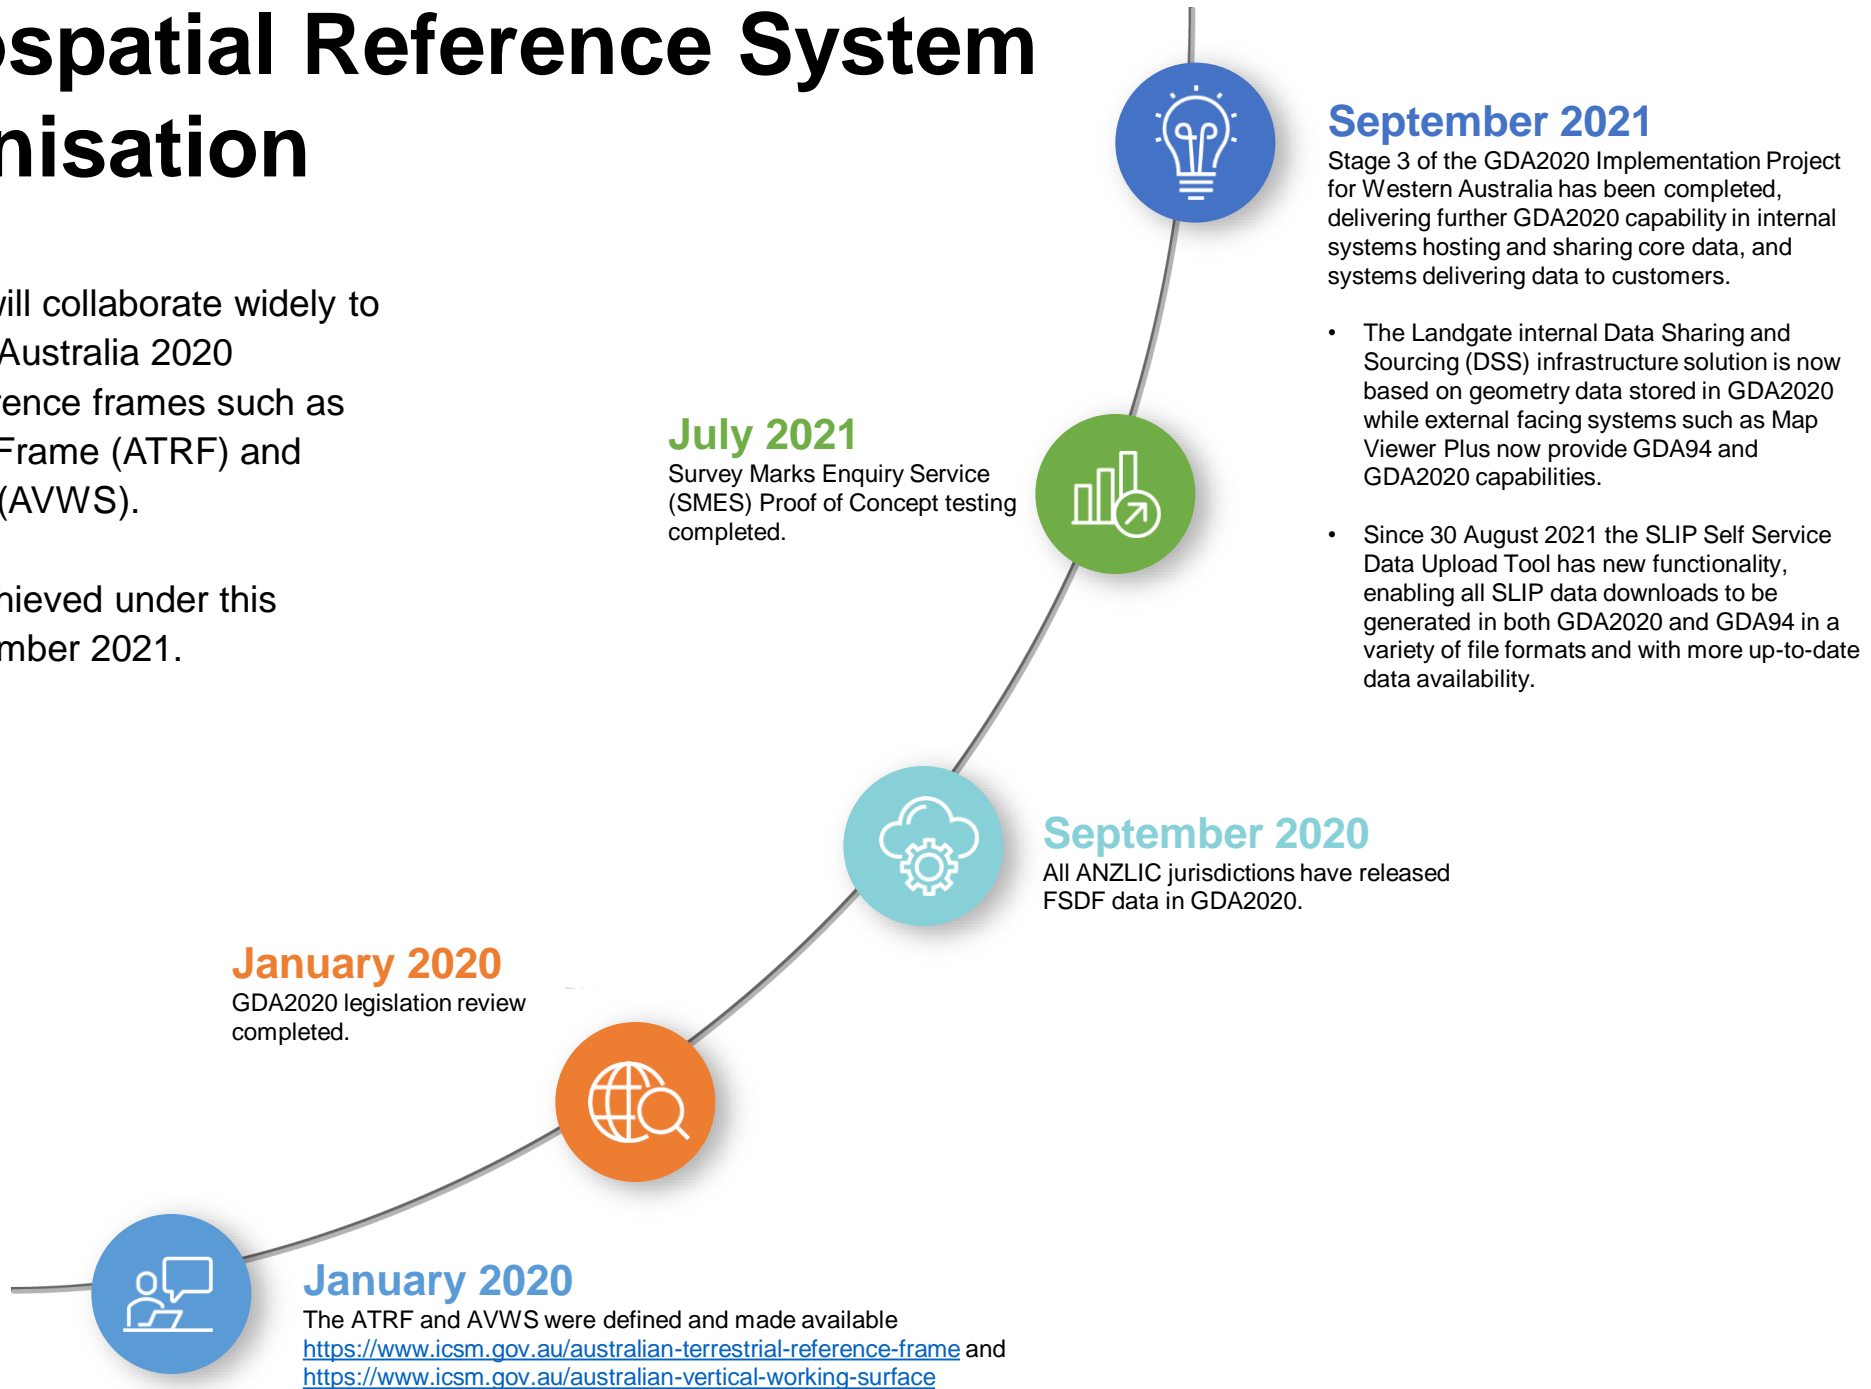 ospatial Reference System
nisation
vill collaborate widely to
Australia 2020
rence frames such as
Frame (ATRF) and
(AVWS).
hieved under this
mber 2021.
September 2021
Stage 3 of the GDA2020 Implementation Project
for Western Australia has been completed,
delivering further GDA2020 capability in internal
systems hosting and sharing core data, and
systems delivering data to customers.
• The Landgate internal Data Sharing and
Sourcing (DSS) infrastructure solution is now
based on geometry data stored in GDA2020
while external facing systems such as Map
Viewer Plus now provide GDA94 and
GDA2020 capabilities.
• Since 30 August 2021 the SLIP Self Service
Data Upload Tool has new functionality,
enabling all SLIP data downloads to be
generated in both GDA2020 and GDA94 in a
variety of file formats and with more up-to-date
data availability.
July 2021
Survey Marks Enquiry Service
(SMES) Proof of Concept testing
completed.
September 2020
All ANZLIC jurisdictions have released
FSDF data in GDA2020.
January 2020
GDA2020 legislation review
completed.
January 2020
The ATRF and AVWS were defined and made available
https://www.icsm.gov.au/australian-terrestrial-reference-frame and
https://www.icsm.gov.au/australian-vertical-working-surface